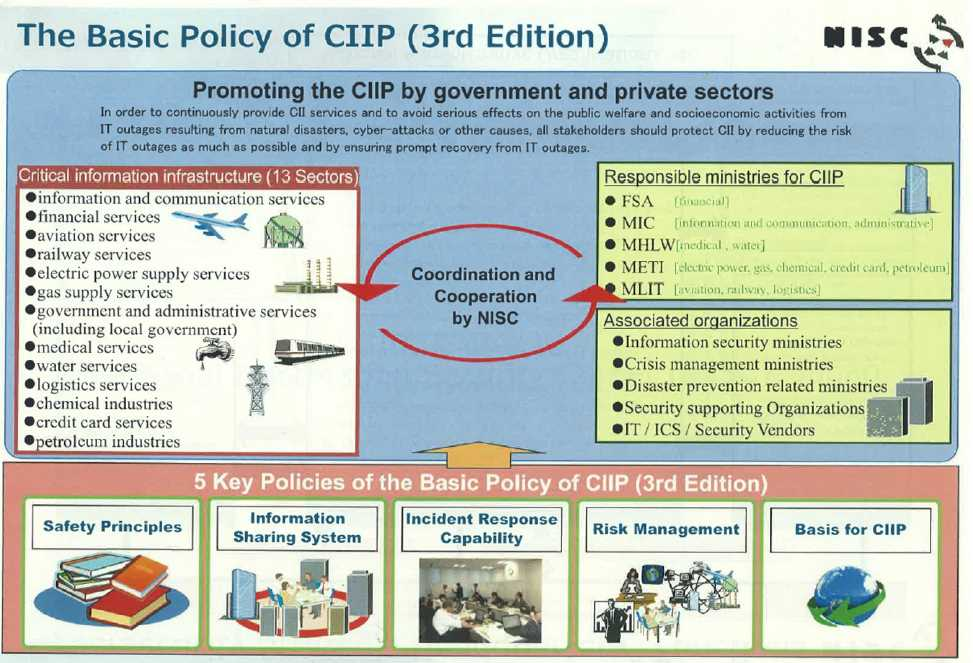 The Basic Policy of CIIP (3rd Edition)
NISC
Promoting the CIIP by government and private sectors
In order to continuously provide CII services and to avoid serious effects on the public welfare and socioeconomic activities from
IT outages resulting from natural disasters, cyber-attacks or other causes, all stakeholders should protect CII by reducing the risk
of IT outages as much as possible and by ensuring prompt recovery from IT outages.
Critical information infrastructure (13 Sectors)
●information and communication services
●financial services
●aviation services
●railway services
●electric power supply services
●gas supply services
●government and administrative services
(including local government)
●medical services
●water services
●logistics services
●chemical industries
●credit card services
●petroleum industries
Coordination and
Cooperation
by NISC
Responsible ministries for CIIP
● FSA [financial]
● MIC [information and communication, administrative]
● MHLW[medical , water]
● METI [electric power, gas, chemical, credit card, petroleum]
● MLIT [aviation, railway, logistics]
Associated organizations
●Information security ministries
●Crisis management ministries
●Disaster prevention related ministries
●Security supporting Organizations
●IT / ICS / Security Vendors
5 Key Policies of the Basic Policy of CIIP (3rd Edition)
Safety Principles
Information
Sharing System
Incident Response
Capability
Risk Management
Basis for CIIP